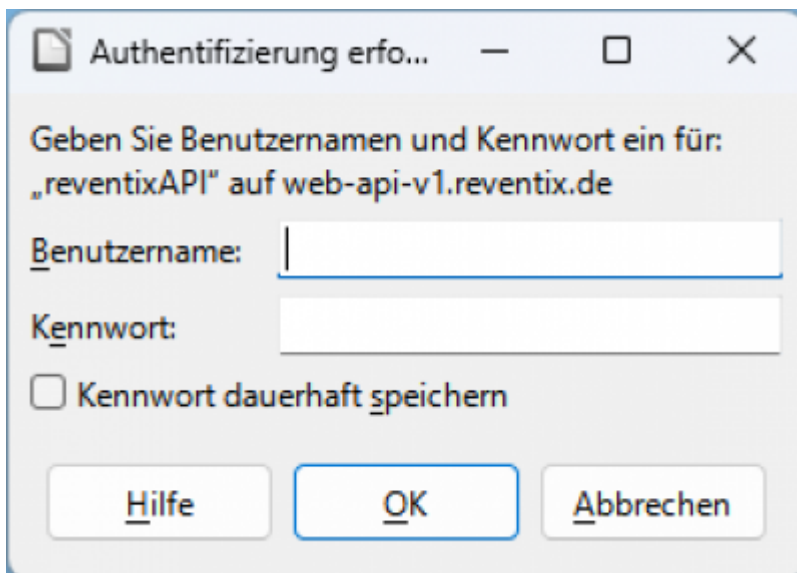 Authentifizierung erfo...
Geben Sie Benutzernamen und Kennwort ein für:
„reventixAPI“ auf web-api-v1.reventix.de
Benutzername:
Kennwort:
Kennwort dauerhaft speichern
Hilfe OK Abbrechen